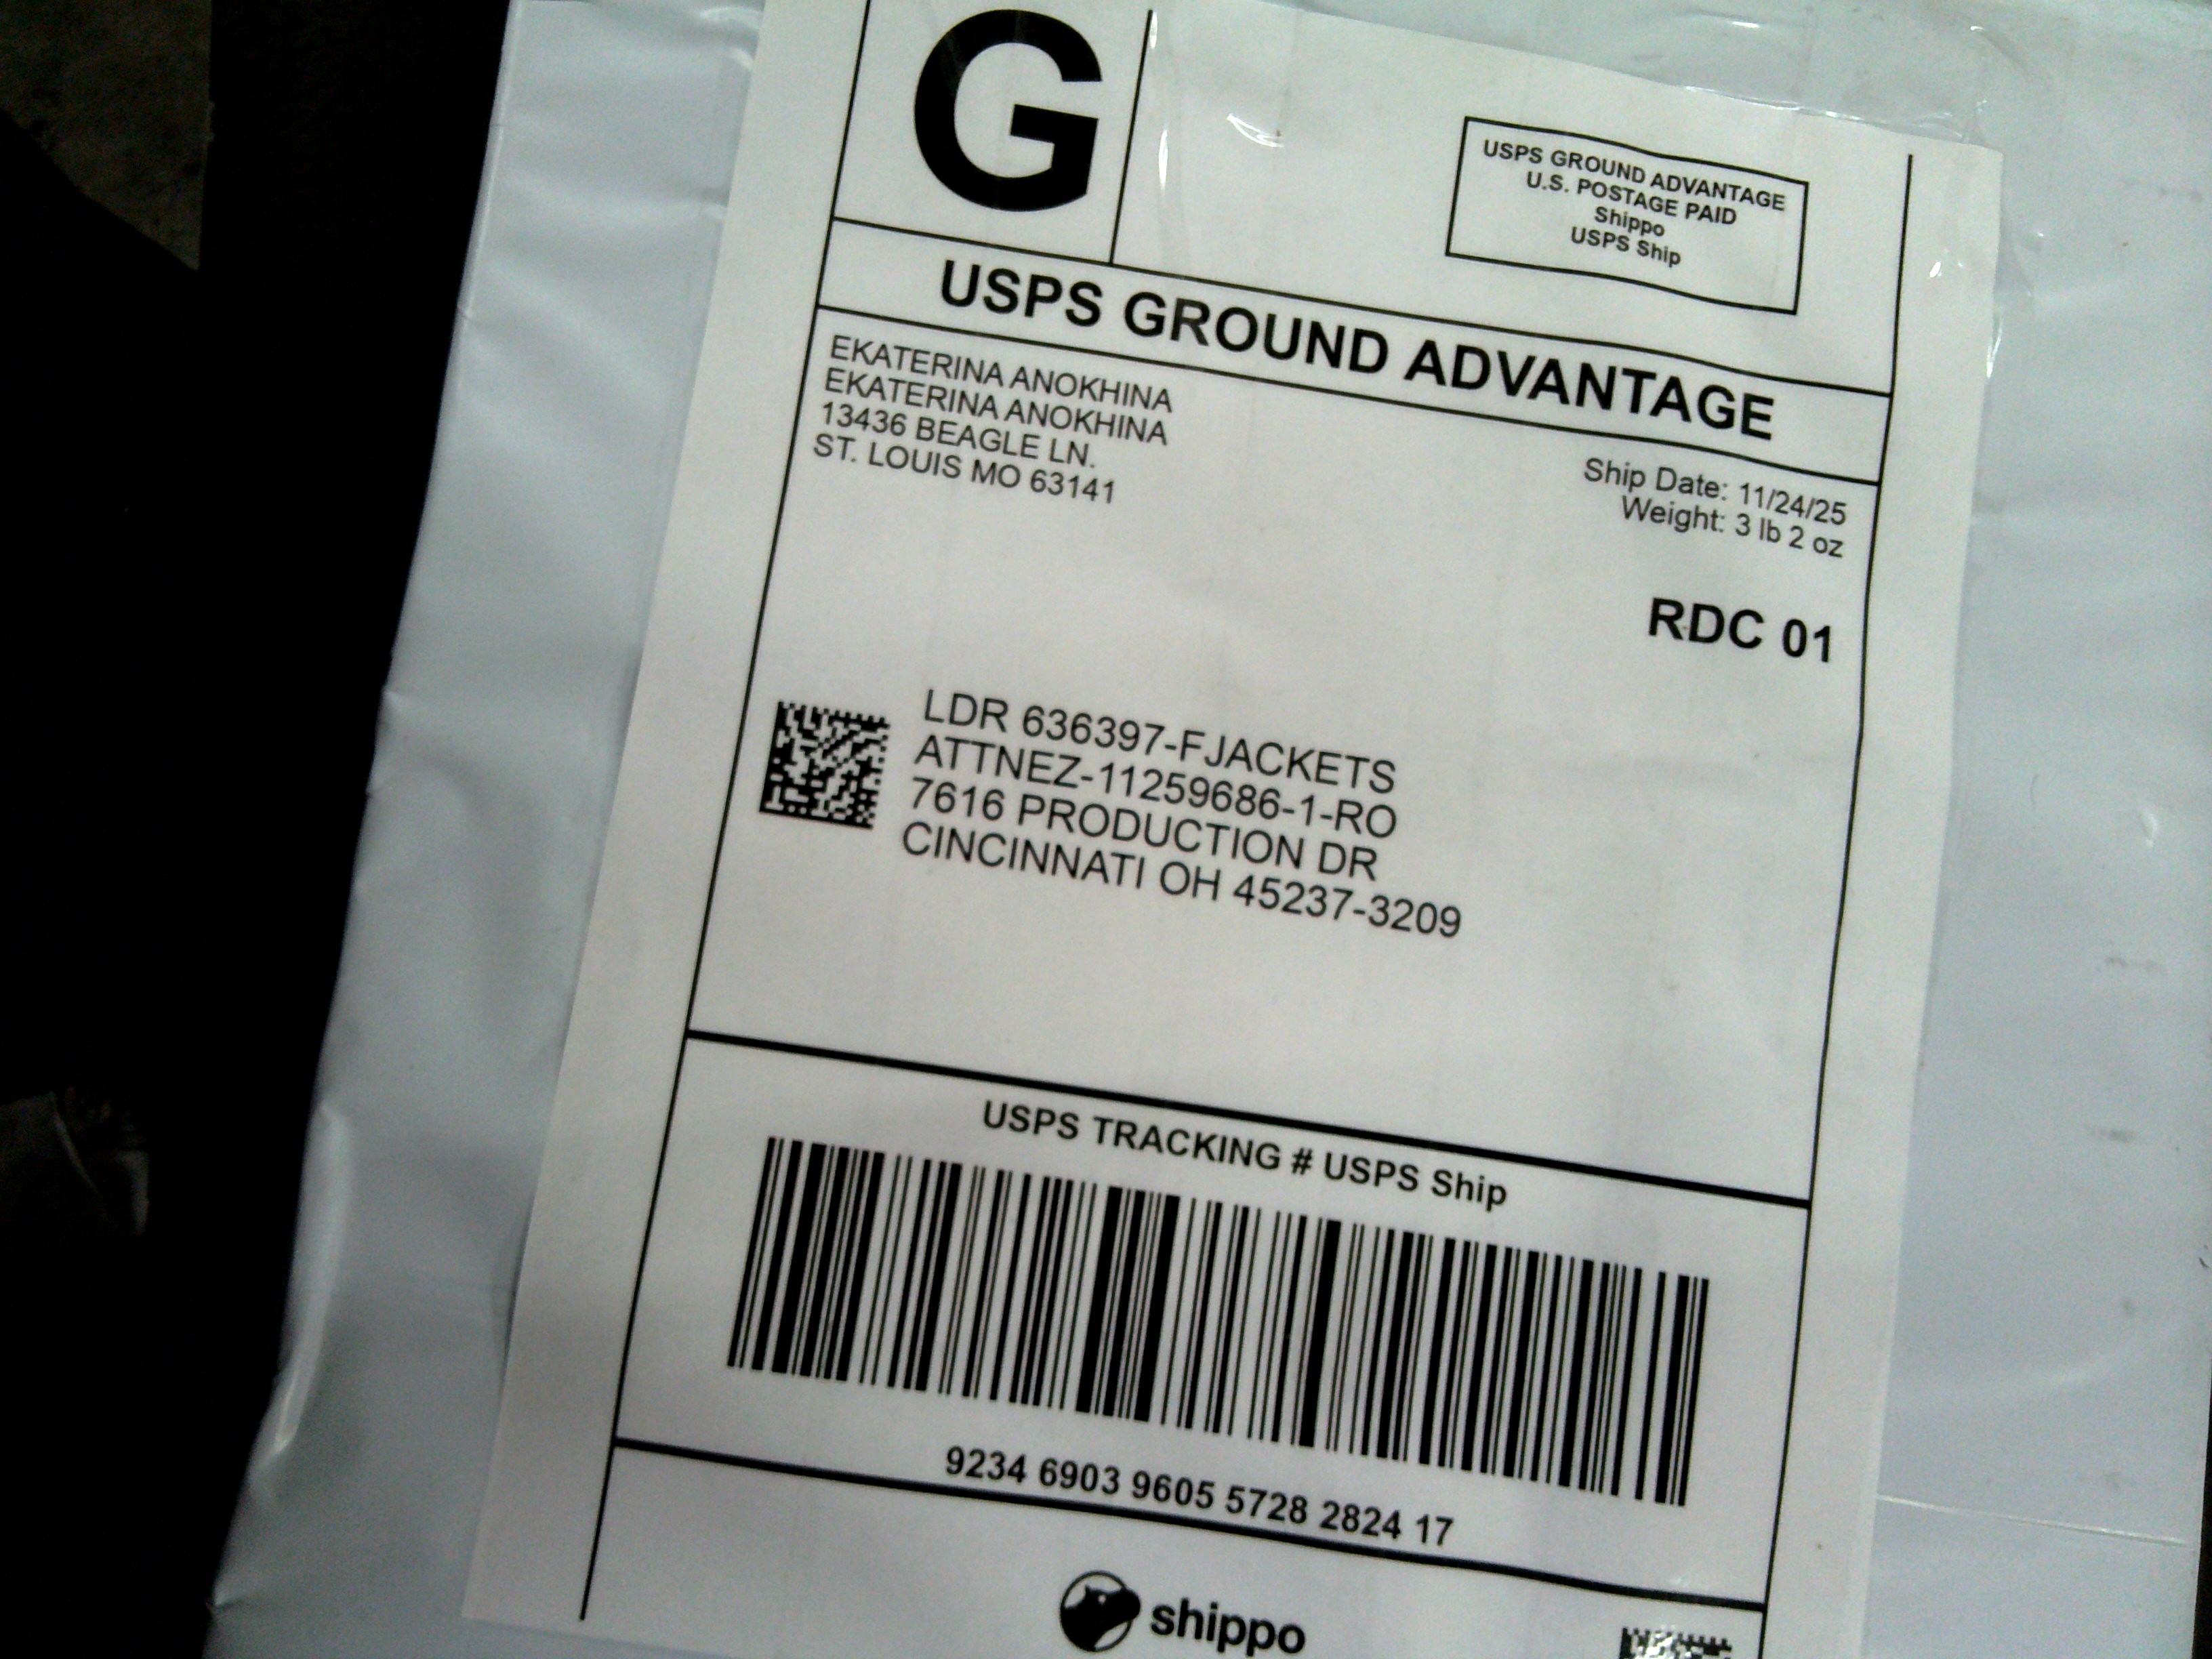 G
USPS GROUND ADVANTAGE
U.S. POSTAGE PAID
Shippo
USPS Ship
USPS GROUND ADVANTAGE
EKATERINA ANOKHINA
EKATERINA ANOKHINA
13436 BEAGLE LN.
ST. LOUIS MO 63141
Ship Date: 11/24/25
Weight: 3 lb 2 oz
RDC 01
LDR 636397-FJACKETS
ATTNEZ-11259686-1-RO
7616 PRODUCTION DR
CINCINNATI OH 45237-3209
USPS TRACKING # USPS Ship
9234 6903 9605 5728 2824 17
shippo